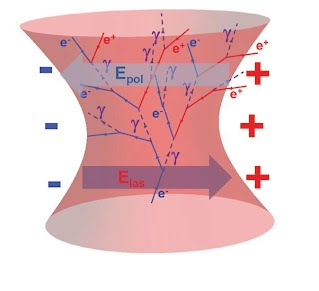 γ
e⁻ e⁺ γ e⁺ e⁻ γ e⁺
γ
− E_pol γ γ +
e⁻ γ e⁺
− γ γ +
γ
− E_las +
e⁻